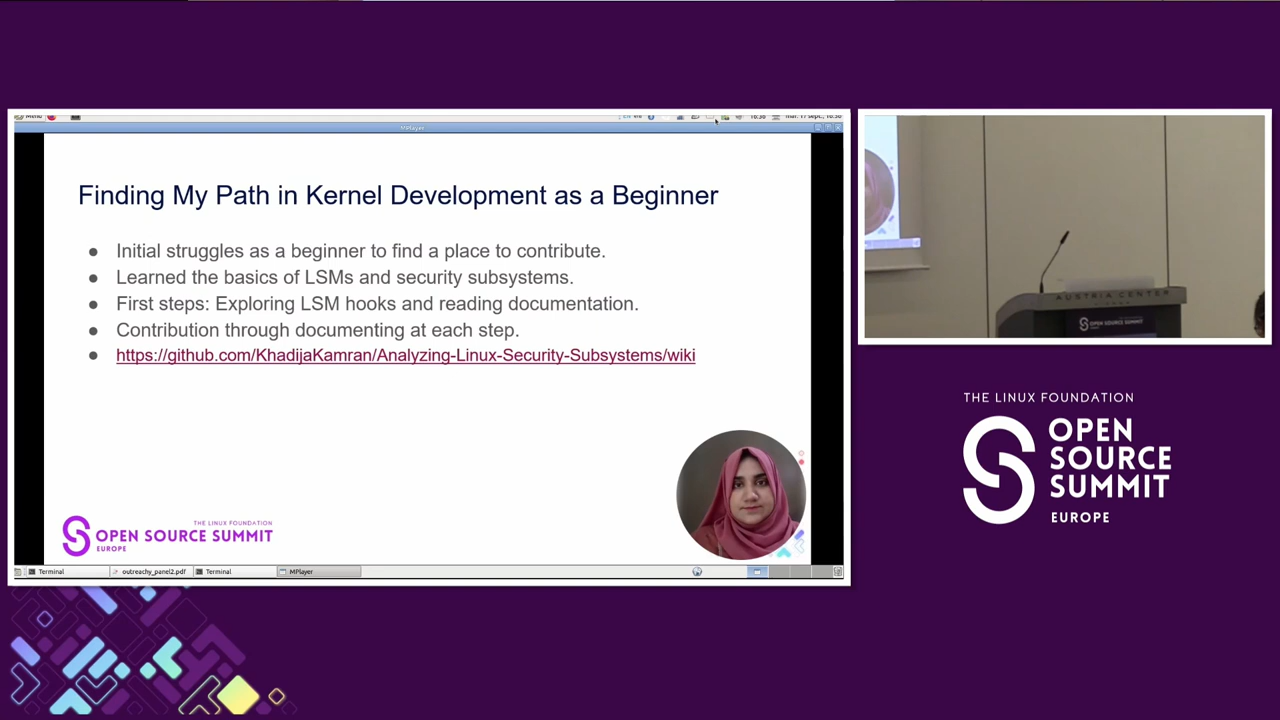 Menu
MPlayer
Finding My Path in Kernel Development as a Beginner
● Initial struggles as a beginner to find a place to contribute.
● Learned the basics of LSMs and security subsystems.
● First steps: Exploring LSM hooks and reading documentation.
● Contribution through documenting at each step.
● https://github.com/KhadijaKamran/Analyzing-Linux-Security-Subsystems/wiki
THE LINUX FOUNDATION
OPEN SOURCE SUMMIT
EUROPE
Terminal
outreachy_panel2.pdf
Terminal
MPlayer
AUSTRIA CENTER
OPEN SOURCE SUMMIT
THE LINUX FOUNDATION
OPEN
SOURCE
SUMMIT
EUROPE